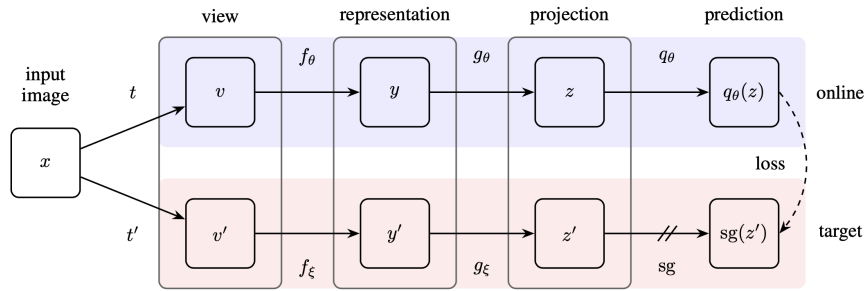 view representation projection prediction
input
image
t f_θ g_θ q_θ
x v y z q_θ(z) online
loss
t′ v′ y′ z′ sg(z′) target
f_ξ g_ξ sg